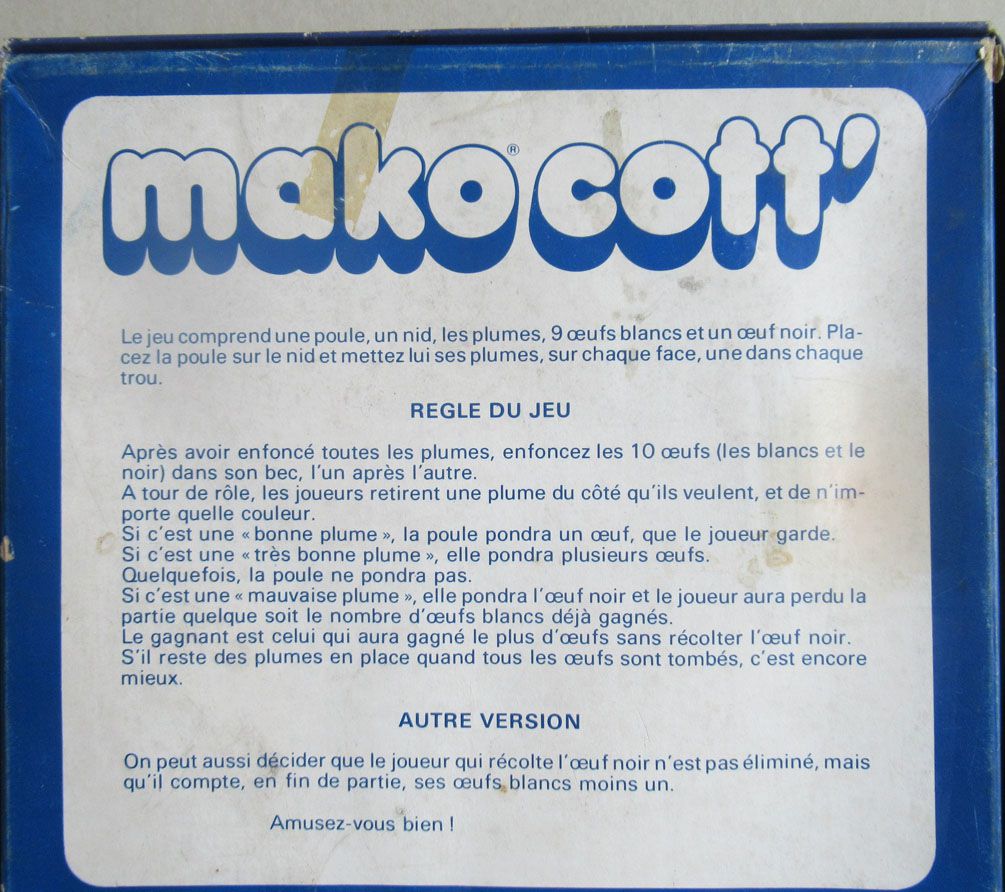 mako® cott'
Le jeu comprend une poule, un nid, les plumes, 9 œufs blancs et un œuf noir. Pla-
cez la poule sur le nid et mettez lui ses plumes, sur chaque face, une dans chaque
trou.
REGLE DU JEU
Après avoir enfoncé toutes les plumes, enfoncez les 10 œufs (les blancs et le
noir) dans son bec, l'un après l'autre.
A tour de rôle, les joueurs retirent une plume du côté qu'ils veulent, et de n'im-
porte quelle couleur.
Si c'est une « bonne plume », la poule pondra un œuf, que le joueur garde.
Si c'est une « très bonne plume », elle pondra plusieurs œufs.
Quelquefois, la poule ne pondra pas.
Si c'est une « mauvaise plume », elle pondra l'œuf noir et le joueur aura perdu la
partie quelque soit le nombre d'œufs blancs déjà gagnés.
Le gagnant est celui qui aura gagné le plus d'œufs sans récolter l'œuf noir.
S'il reste des plumes en place quand tous les œufs sont tombés, c'est encore
mieux.
AUTRE VERSION
On peut aussi décider que le joueur qui récolte l'œuf noir n'est pas éliminé, mais
qu'il compte, en fin de partie, ses œufs blancs moins un.
Amusez-vous bien !